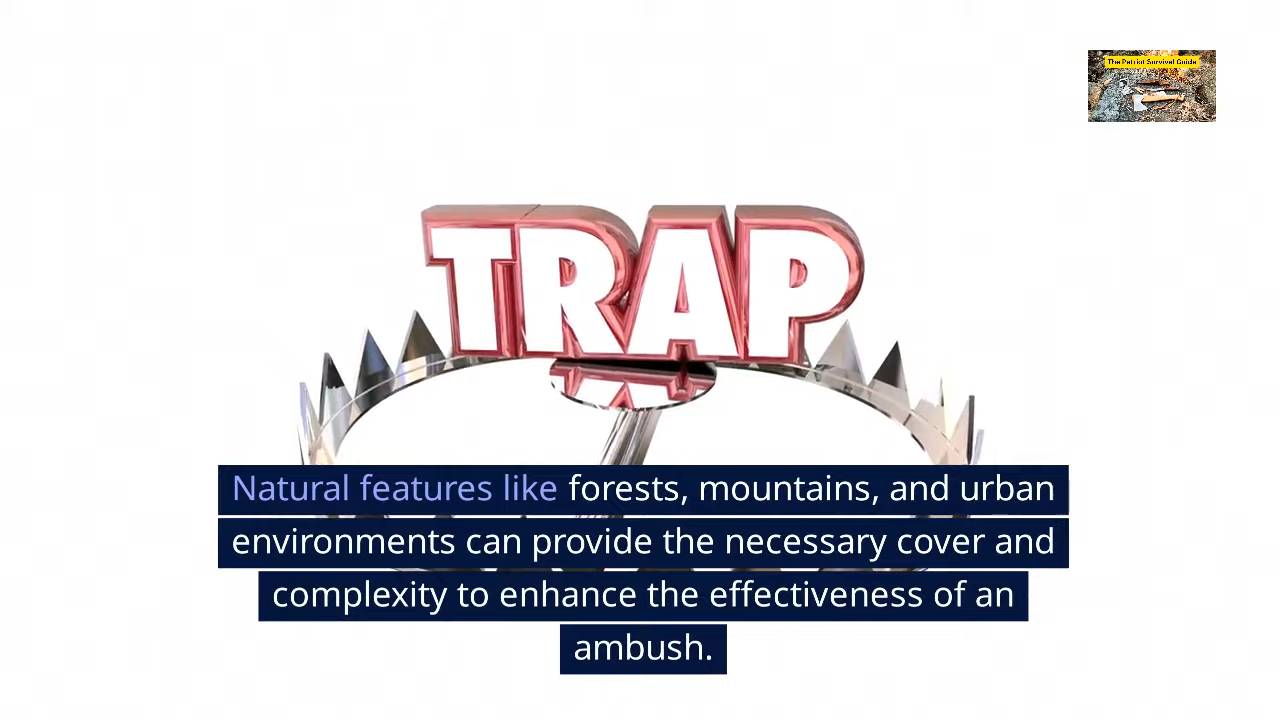 The Patriot Survival Guide
TRAP
Natural features like forests, mountains, and urban
environments can provide the necessary cover and
complexity to enhance the effectiveness of an
ambush.